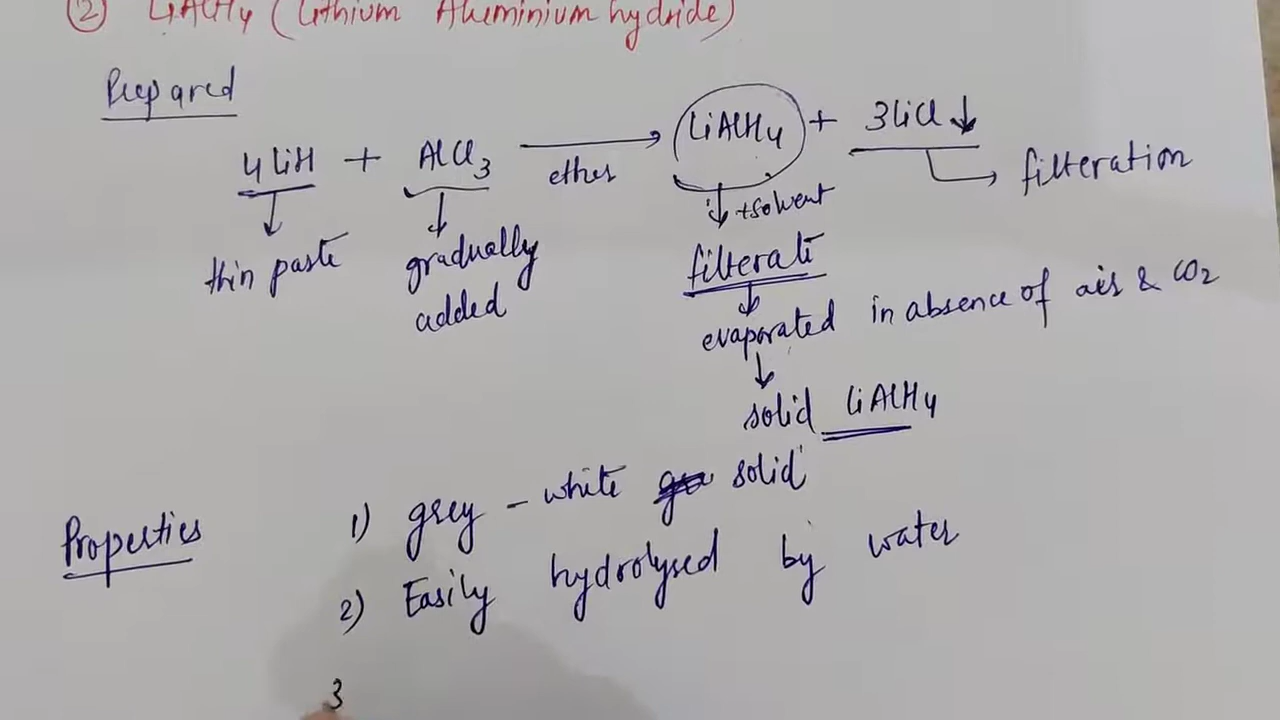 ② LiAlH4 (Lithium Aluminium hydride)
Prepared
4LiH + AlCl3 ether → LiAlH4 + 3LiCl ↓ → filteration
thin paste
gradually added
+solvent
filterate
evaporated in absence of air & CO2
solid LiAlH4
Properties
1) grey - white solid
2) Easily hydrolysed by water
3